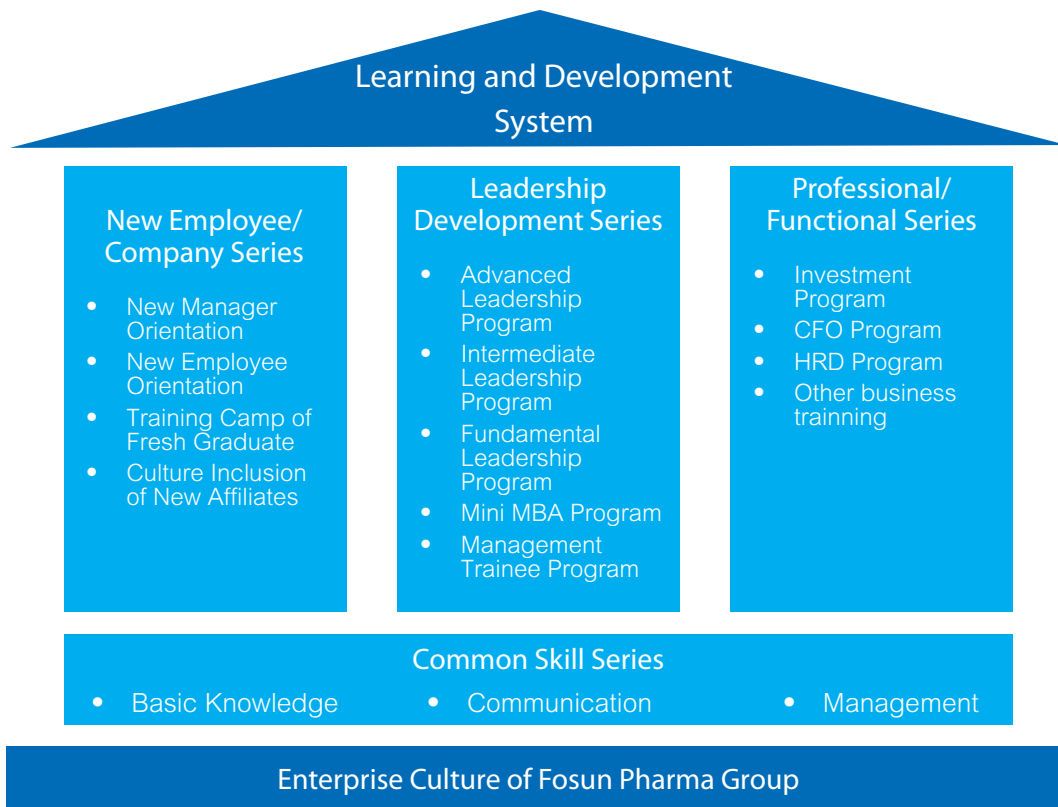 Learning and Development
System
New Employee/
Company Series
• New Manager
Orientation
• New Employee
Orientation
• Training Camp of
Fresh Graduate
• Culture Inclusion
of New Affiliates
Leadership
Development Series
• Advanced
Leadership
Program
• Intermediate
Leadership
Program
• Fundamental
Leadership
Program
• Mini MBA Program
• Management
Trainee Program
Professional/
Functional Series
• Investment
Program
• CFO Program
• HRD Program
• Other business
trainning
Common Skill Series
• Basic Knowledge • Communication • Management
Enterprise Culture of Fosun Pharma Group